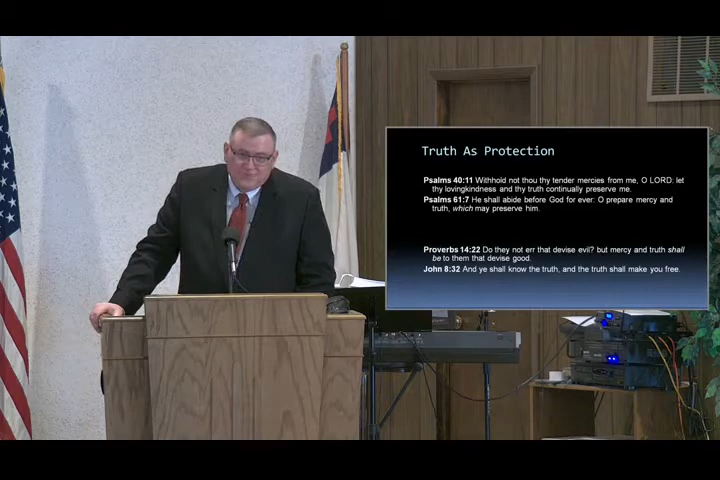 Truth As Protection
Psalms 40:11 Withhold not thou thy tender mercies from me, O LORD: let
thy lovingkindness and thy truth continually preserve me.
Psalms 61:7 He shall abide before God for ever: O prepare mercy and
truth, which may preserve him.
Proverbs 14:22 Do they not err that devise evil? but mercy and truth shall
be to them that devise good.
John 8:32 And ye shall know the truth, and the truth shall make you free.